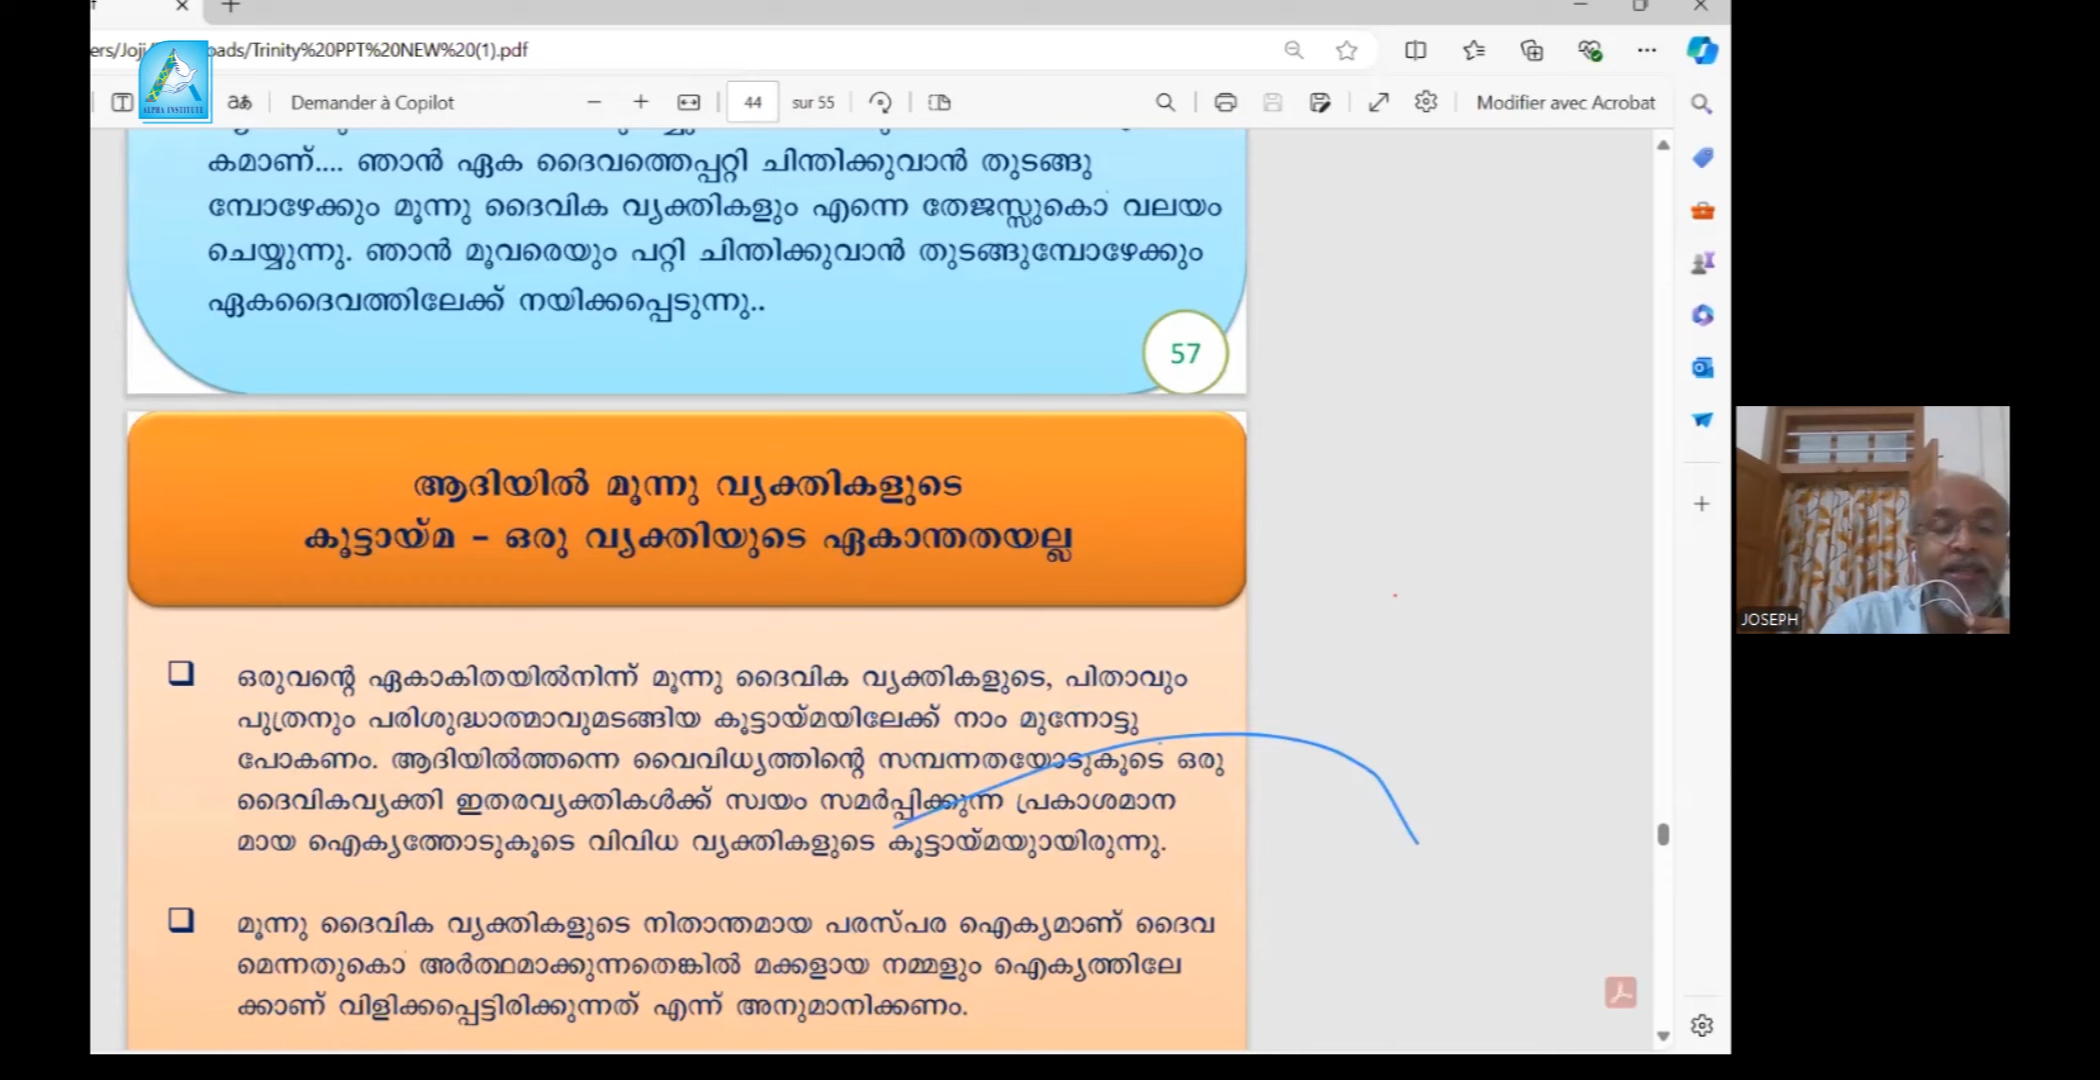 ers/Joji/ oads/Trinity%20PPT%20NEW%20(1).pdf
ALPHA INSTITUTE
Demander à Copilot
44
sur 55
Modifier avec Acrobat
കമാണ്.... ഞാൻ ഏക ദൈവത്തെപ്പറ്റി ചിന്തിക്കുവാൻ തുടങ്ങു
മ്പോഴേക്കും മൂന്നു ദൈവിക വ്യക്തികളും എന്നെ തേജസ്സുകൊ വലയം
ചെയ്യുന്നു. ഞാൻ മൂവരെയും പറ്റി ചിന്തിക്കുവാൻ തുടങ്ങുമ്പോഴേക്കും
ഏകദൈവത്തിലേക്ക് നയിക്കപ്പെടുന്നു..
57
ആദിയിൽ മൂന്നു വ്യക്തികളുടെ
കൂട്ടായ്മ – ഒരു വ്യക്തിയുടെ ഏകാന്തതയല്ല
ഒരുവന്റെ ഏകാകിതയിൽനിന്ന് മൂന്നു ദൈവിക വ്യക്തികളുടെ, പിതാവും
പുത്രനും പരിശുദ്ധാത്മാവുമടങ്ങിയ കൂട്ടായ്മയിലേക്ക് നാം മുന്നോട്ടു
പോകണം. ആദിയിൽത്തന്നെ വൈവിധ്യത്തിന്റെ സമ്പന്നതയോടുകൂടെ ഒരു
ദൈവികവ്യക്തി ഇതരവ്യക്തികൾക്ക് സ്വയം സമർപ്പിക്കുന്ന പ്രകാശമാന
മായ ഐക്യത്തോടുകൂടെ വിവിധ വ്യക്തികളുടെ കൂട്ടായ്മയുായിരുന്നു.
മൂന്നു ദൈവിക വ്യക്തികളുടെ നിതാന്തമായ പരസ്പര ഐക്യമാണ് ദൈവ
മെന്നതുകൊ അർത്ഥമാക്കുന്നതെങ്കിൽ മക്കളായ നമ്മളും ഐക്യത്തിലേ
ക്കാണ് വിളിക്കപ്പെട്ടിരിക്കുന്നത് എന്ന് അനുമാനിക്കണം.
JOSEPH